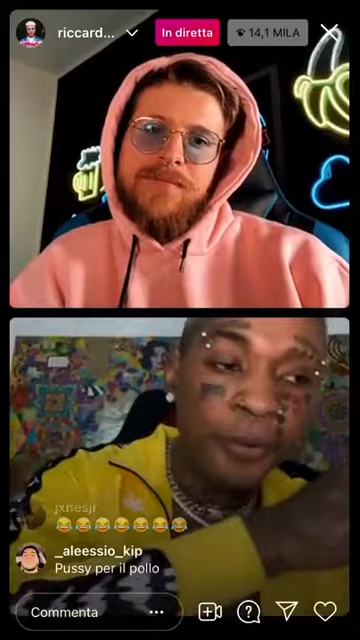 riccard...
In diretta
14,1 MILA
jxnesjr
😂😂😂😂😂😂😂
_aleessio_kip
Pussy per il pollo
Commenta